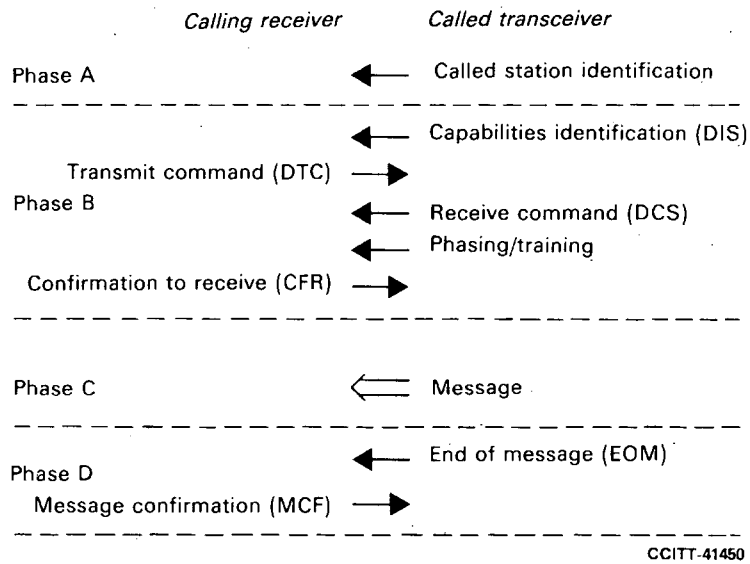 Calling receiver Called transceiver
Phase A Called station identification
Capabilities identification (DIS)
Transmit command (DTC)
Phase B
Receive command (DCS)
Phasing/training
Confirmation to receive (CFR)
Phase C Message
End of message (EOM)
Phase D
Message confirmation (MCF)
CCITT-41450